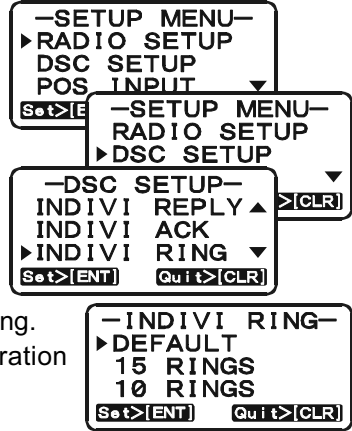 —SETUP MENU—
▶RADIO SETUP
DSC SETUP
POS INPUT ▼
Set>[E
—SETUP MENU—
RADIO SETUP
▶DSC SETUP
▼
>[CLR]
—DSC SETUP—
INDIVI REPLY ▲
INDIVI ACK
▶INDIVI RING ▼
Set>[ENT] Quit>[CLR]
ng.
ration
—INDIVI RING—
▶DEFAULT
15 RINGS
10 RINGS
Set>[ENT] Quit>[CLR]